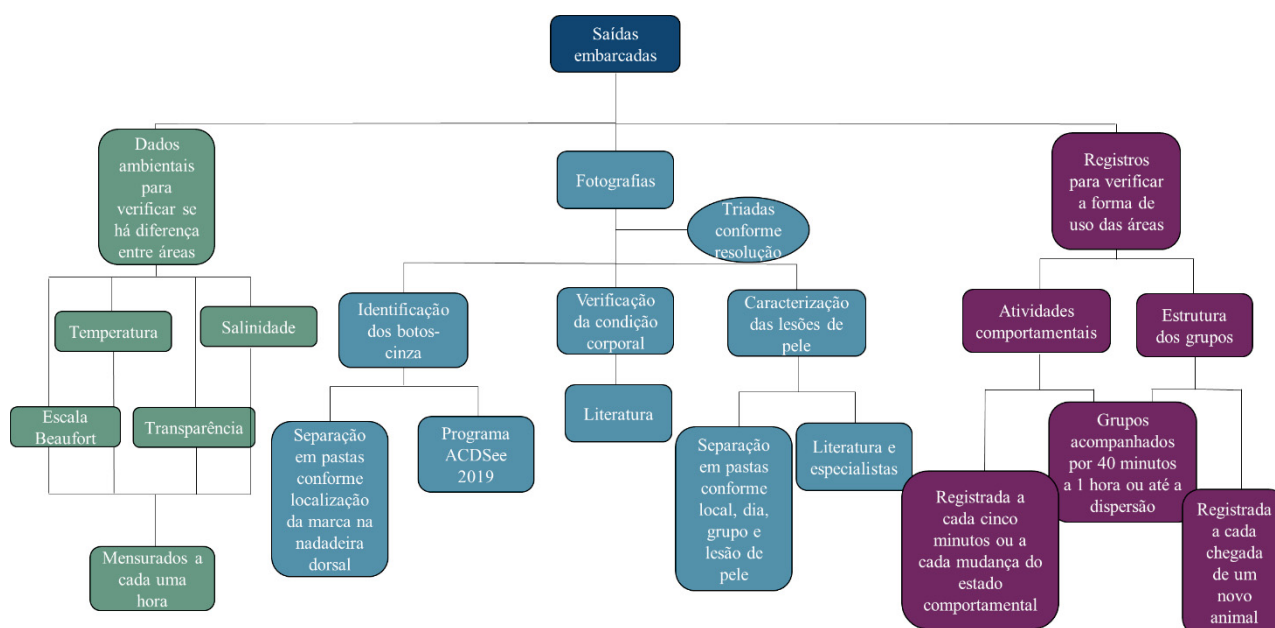 Saídas
embarcadas
Dados
ambientais
para
verificar se
há diferença
entre áreas
Temperatura
Salinidade
Escala
Beaufort
Transparência
Mensurados a
cada uma
hora
Fotografias
Triadas
conforme
resolução
Identificação
dos botos-
cinza
Separação
em pastas
conforme
localização
da marca na
nadadeira
dorsal
Programa
ACDSee
2019
Verificação
da condição
corporal
Literatura
Caracterização
das lesões de
pele
Separação
em pastas
conforme
local, dia,
grupo e
lesão de
pele
Literatura e
especialistas
Registros
para verificar
a forma de
uso das áreas
Atividades
comportamentais
Estrutura
dos grupos
Registrada a
cada cinco
minutos ou a
cada mudança do
estado
comportamental
Grupos
acompanhados
por 40 minutos
a 1 hora ou até a
dispersão
Registrada
a cada
chegada
de um
novo
animal